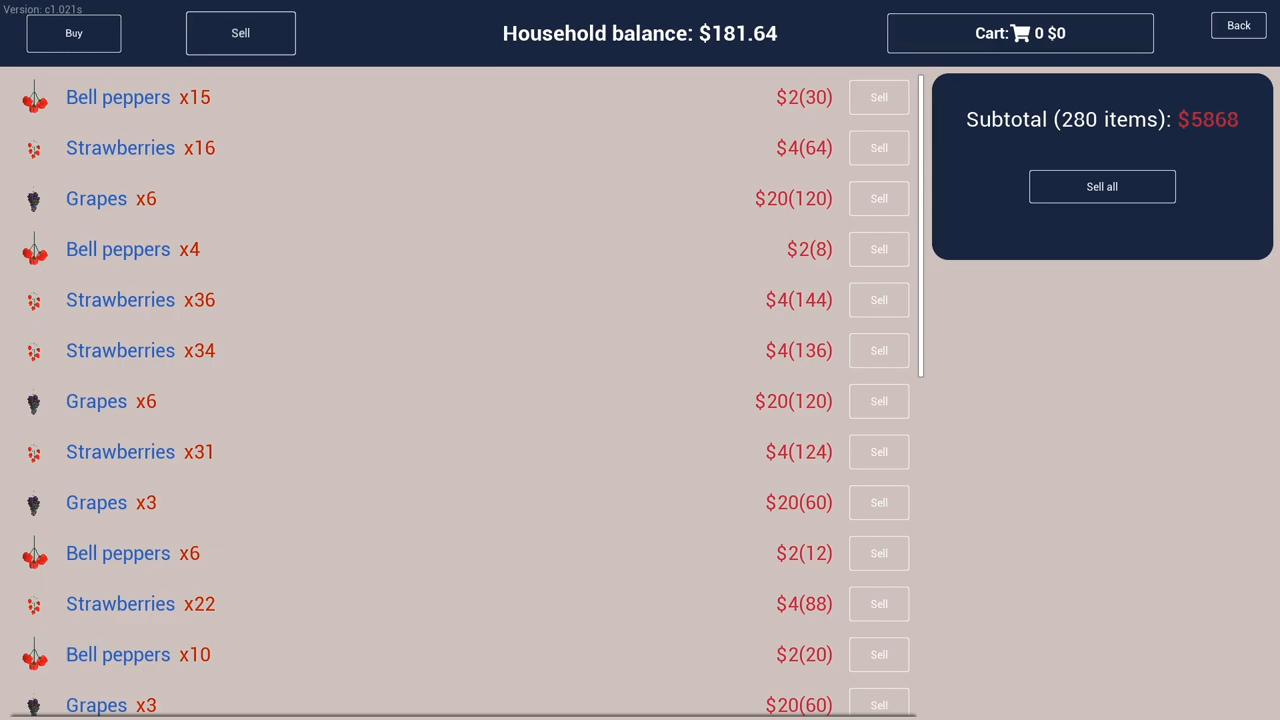 Version: c1.021s
Buy
Sell
Household balance: $181.64
Cart: 0 $0
Back
Bell peppers x15 $2(30) Sell
Strawberries x16 $4(64) Sell
Grapes x6 $20(120) Sell
Bell peppers x4 $2(8) Sell
Strawberries x36 $4(144) Sell
Strawberries x34 $4(136) Sell
Grapes x6 $20(120) Sell
Strawberries x31 $4(124) Sell
Grapes x3 $20(60) Sell
Bell peppers x6 $2(12) Sell
Strawberries x22 $4(88) Sell
Bell peppers x10 $2(20) Sell
Grapes x3 $20(60) Sell
Subtotal (280 items): $5868
Sell all